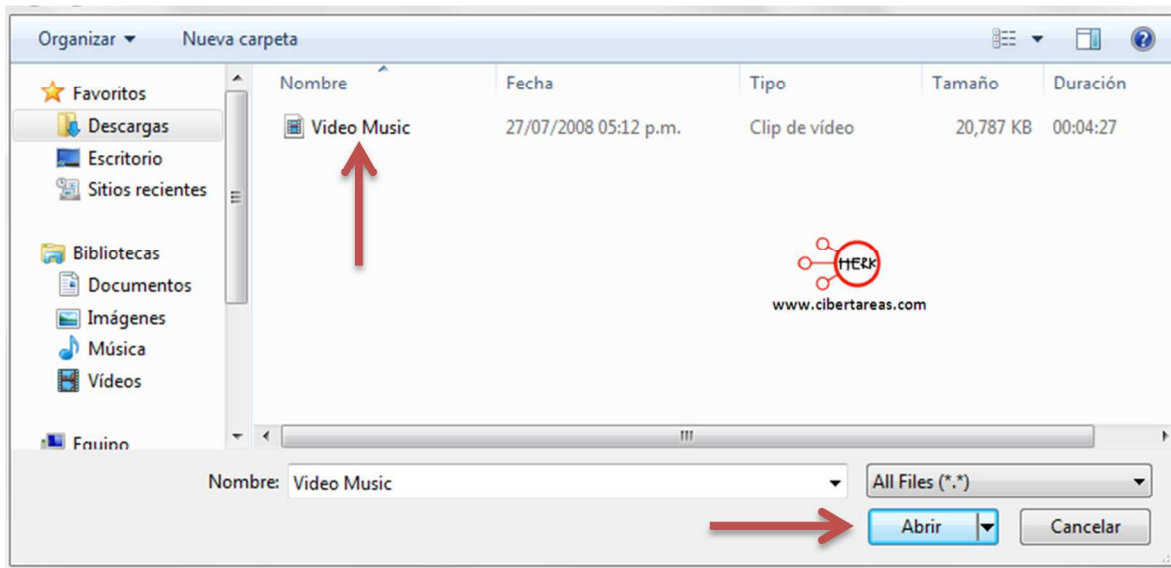 Organizar Nueva carpeta
Nombre Fecha Tipo Tamaño Duración
Favoritos
Descargas
Escritorio
Sitios recientes
Bibliotecas
Documentos
Imágenes
Música
Vídeos
Equipo
Video Music 27/07/2008 05:12 p.m. Clip de vídeo 20,787 KB 00:04:27
HERK
www.cibertareas.com
Nombre: Video Music All Files (*.*)
Abrir Cancelar